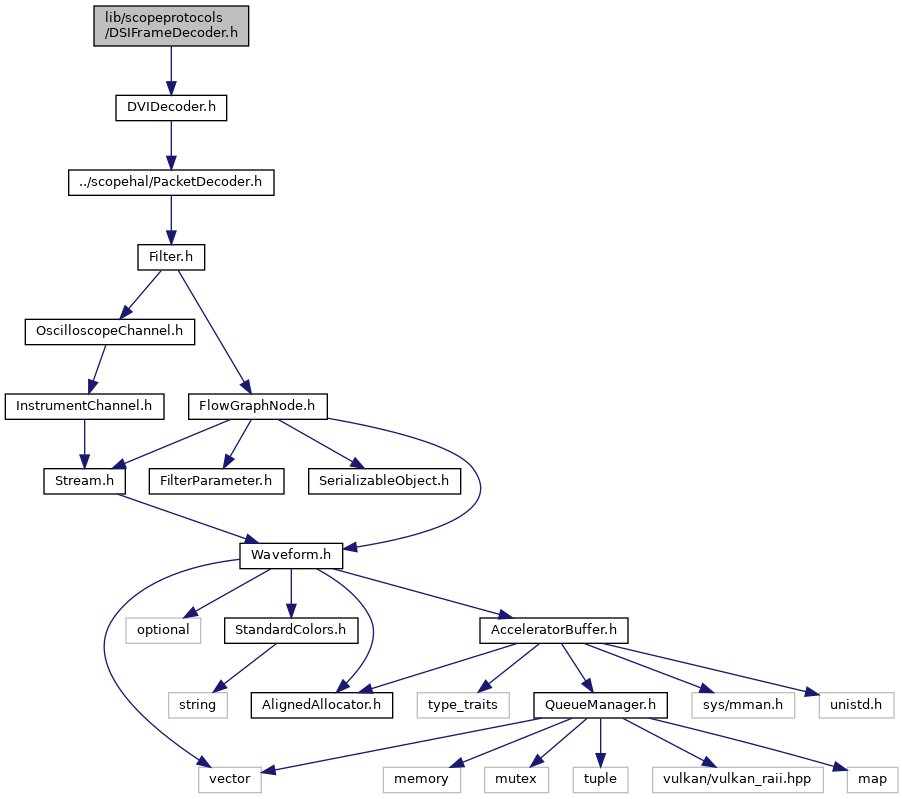 lib/scopeprotocols
/DSIFrameDecoder.h
DVIDecoder.h
../scopehal/PacketDecoder.h
Filter.h
OscilloscopeChannel.h
InstrumentChannel.h
FlowGraphNode.h
Stream.h
FilterParameter.h
SerializableObject.h
Waveform.h
optional
StandardColors.h
AcceleratorBuffer.h
string
AlignedAllocator.h
type_traits
QueueManager.h
sys/mman.h
unistd.h
vector
memory
mutex
tuple
vulkan/vulkan_raii.hpp
map